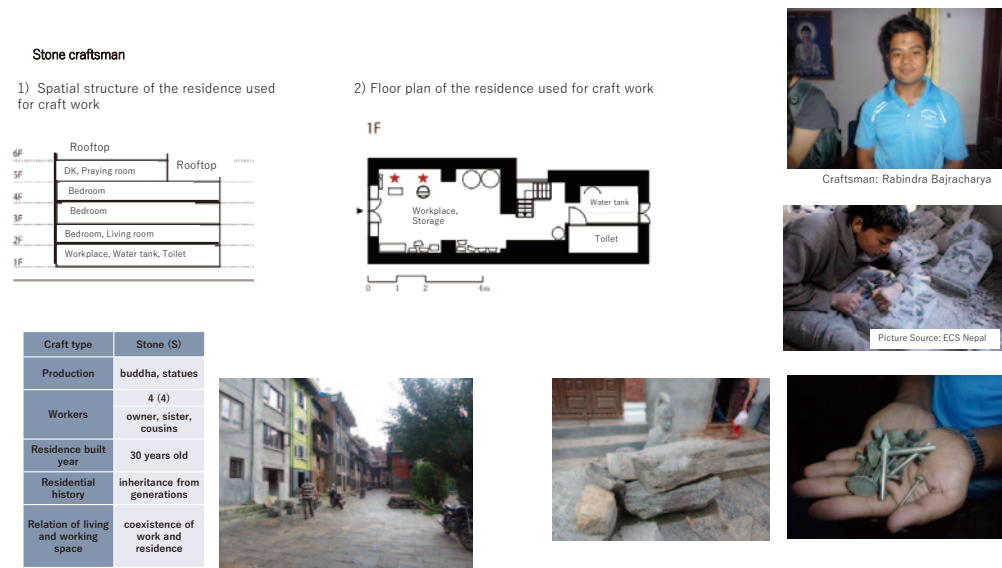 Stone craftsman
1) Spatial structure of the residence used
for craft work
2) Floor plan of the residence used for craft work
6F
5F
4F
3F
2F
1F
Rooftop
Rooftop
DK, Praying room
Bedroom
Bedroom
Bedroom, Living room
Workplace, Water tank, Toilet
1F
Workplace,
Storage
Water tank
Toilet
0 1 2 4m
Craftsman: Rabindra Bajracharya
Picture Source: ECS Nepal
Craft type Stone (S)
Production buddha, statues
Workers 4 (4)
owner, sister,
cousins
Residence built
year
30 years old
Residential
history
inheritance from
generations
Relation of living
and working
space
coexistence of
work and
residence